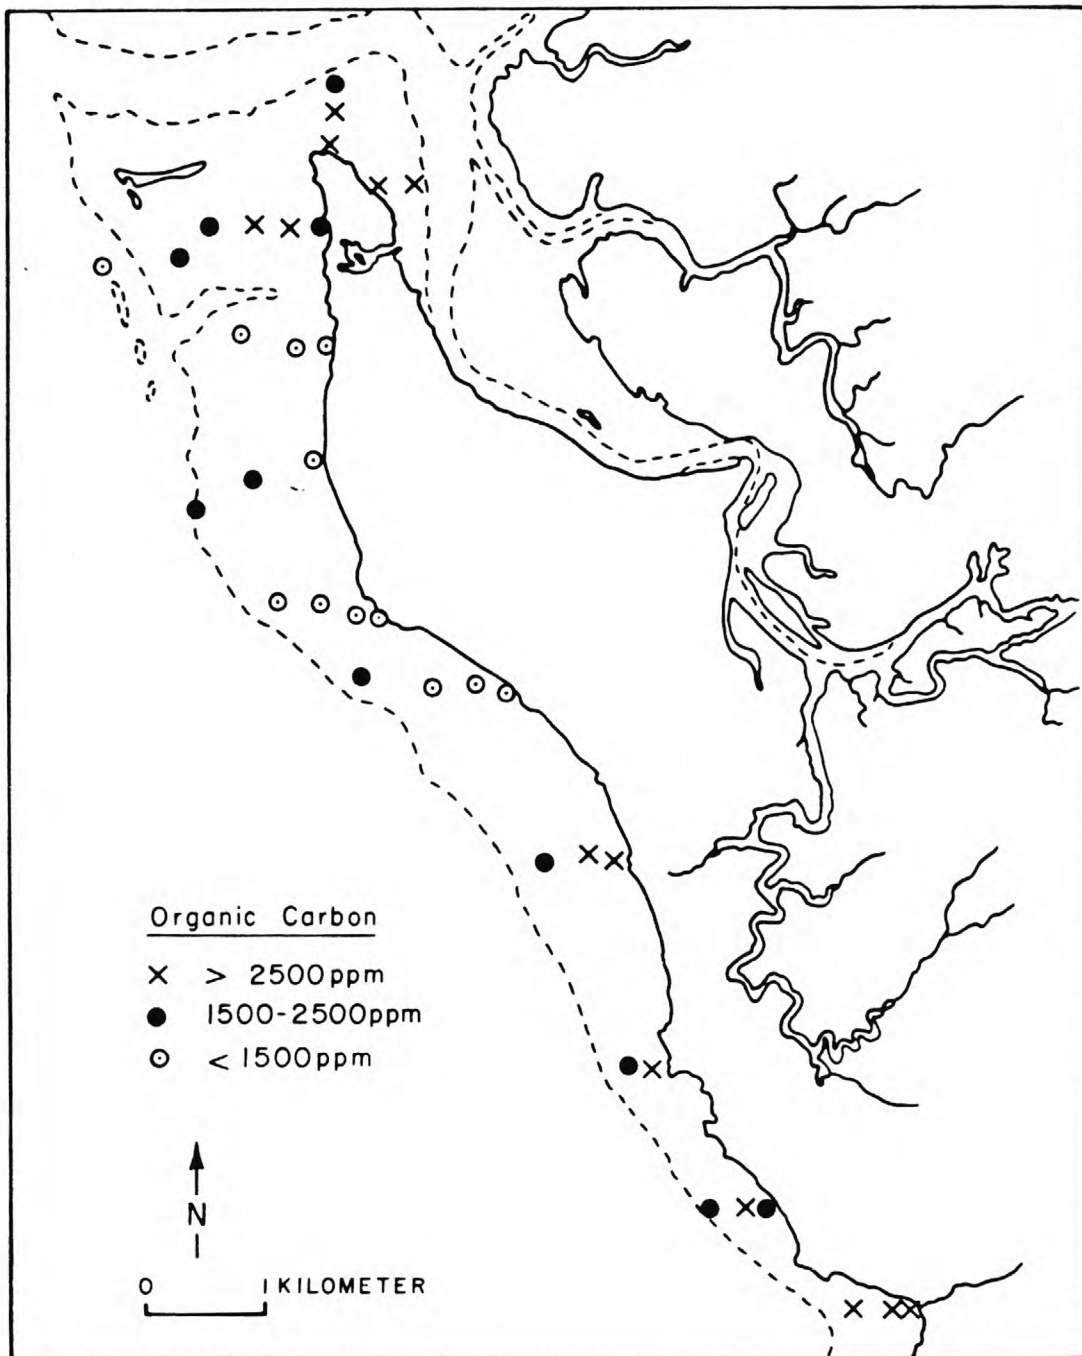 Organic Carbon
× > 2500ppm
● 1500-2500ppm
⊙ < 1500ppm
N
0 1 KILOMETER